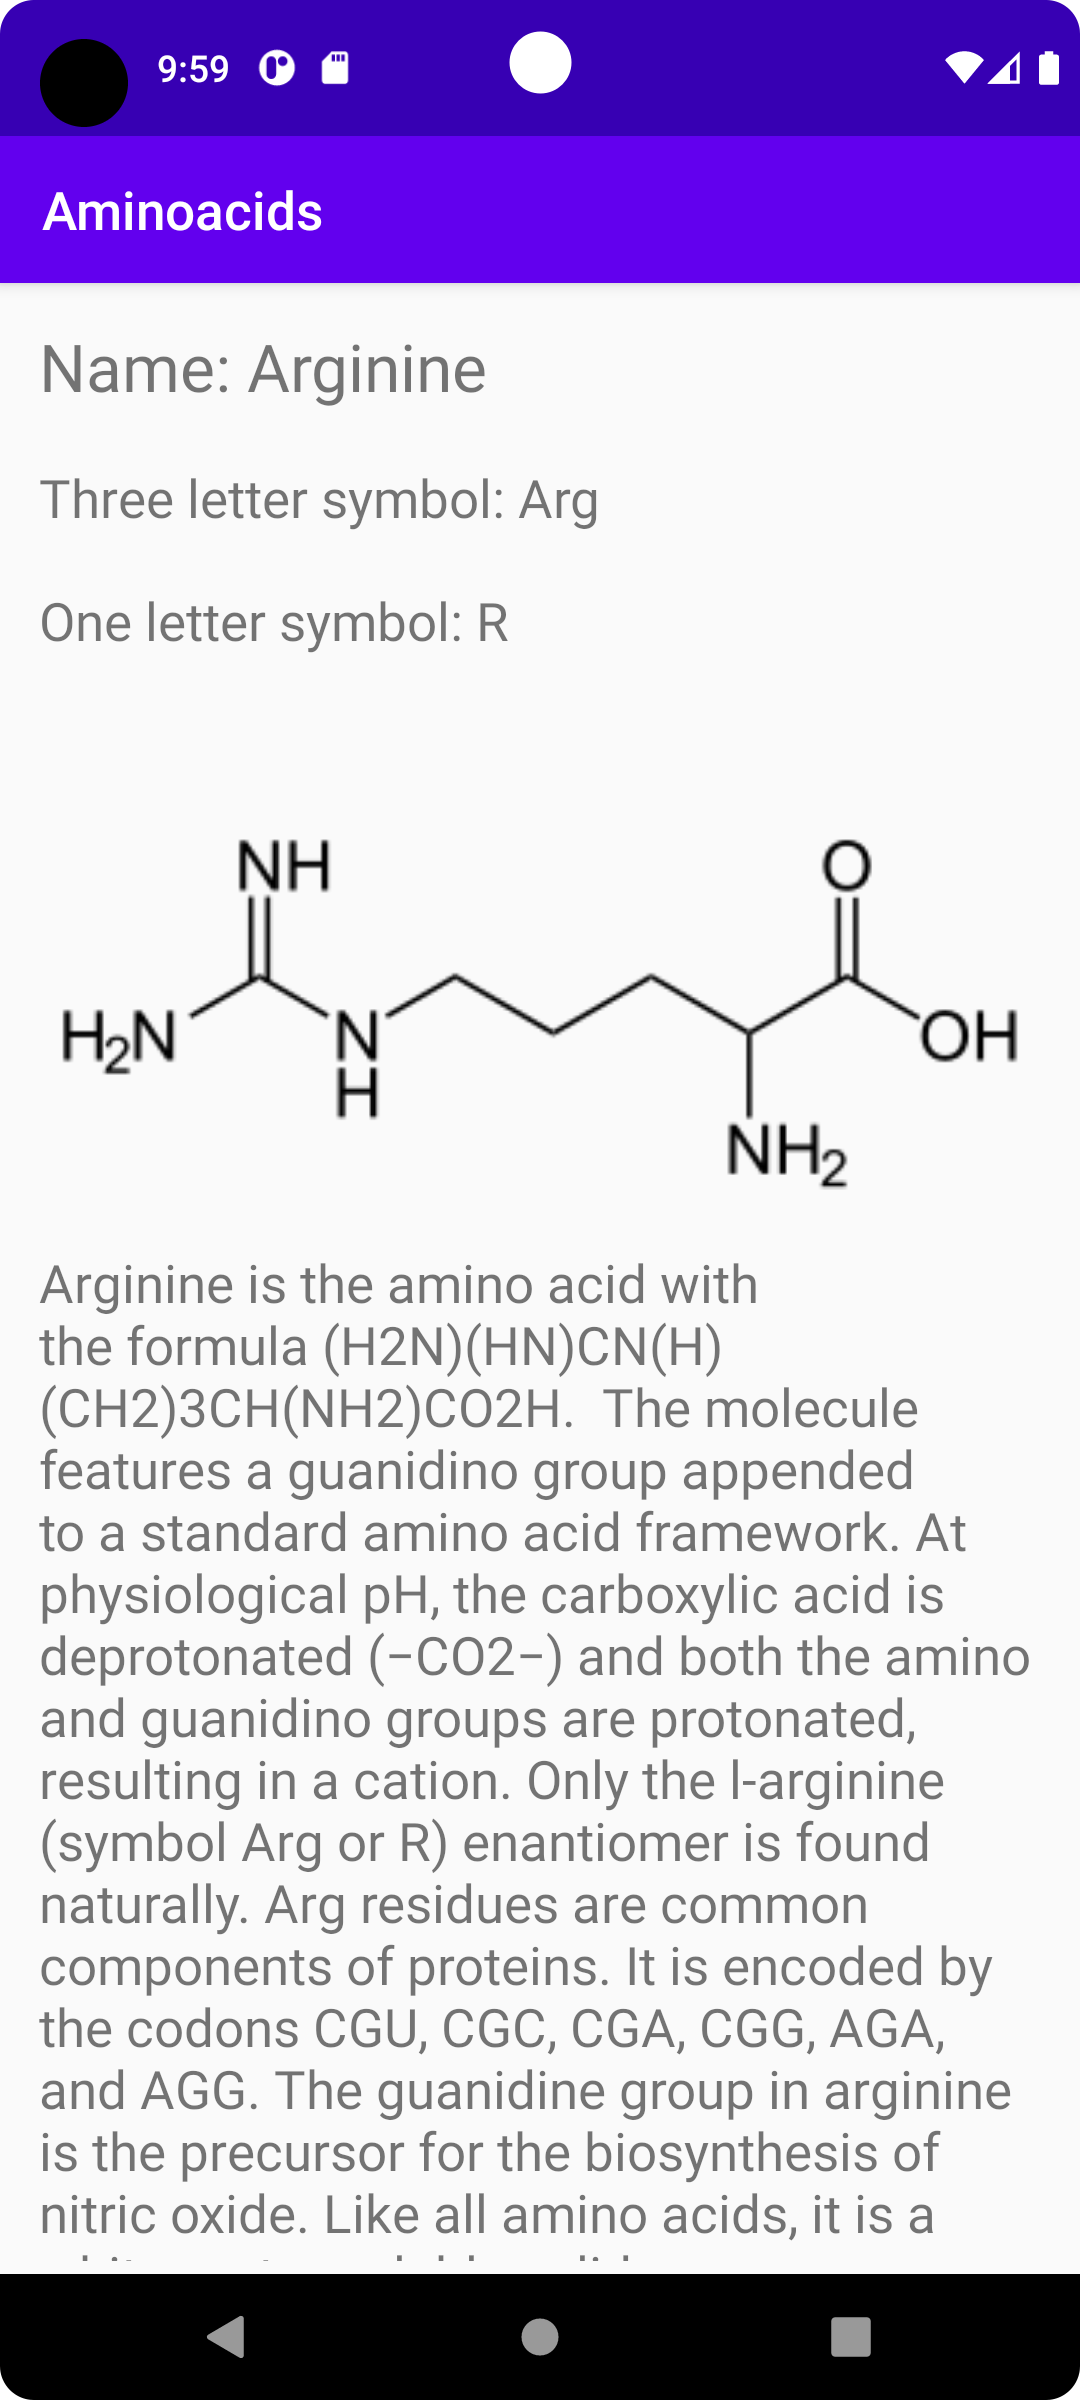 9:59
Aminoacids
Name: Arginine
Three letter symbol: Arg
One letter symbol: R
NH
O
H2N
N
H
OH
NH2
Arginine is the amino acid with
the formula (H2N)(HN)CN(H)
(CH2)3CH(NH2)CO2H.  The molecule
features a guanidino group appended
to a standard amino acid framework. At
physiological pH, the carboxylic acid is
deprotonated (−CO2−) and both the amino
and guanidino groups are protonated,
resulting in a cation. Only the l-arginine
(symbol Arg or R) enantiomer is found
naturally. Arg residues are common
components of proteins. It is encoded by
the codons CGU, CGC, CGA, CGG, AGA,
and AGG. The guanidine group in arginine
is the precursor for the biosynthesis of
nitric oxide. Like all amino acids, it is a